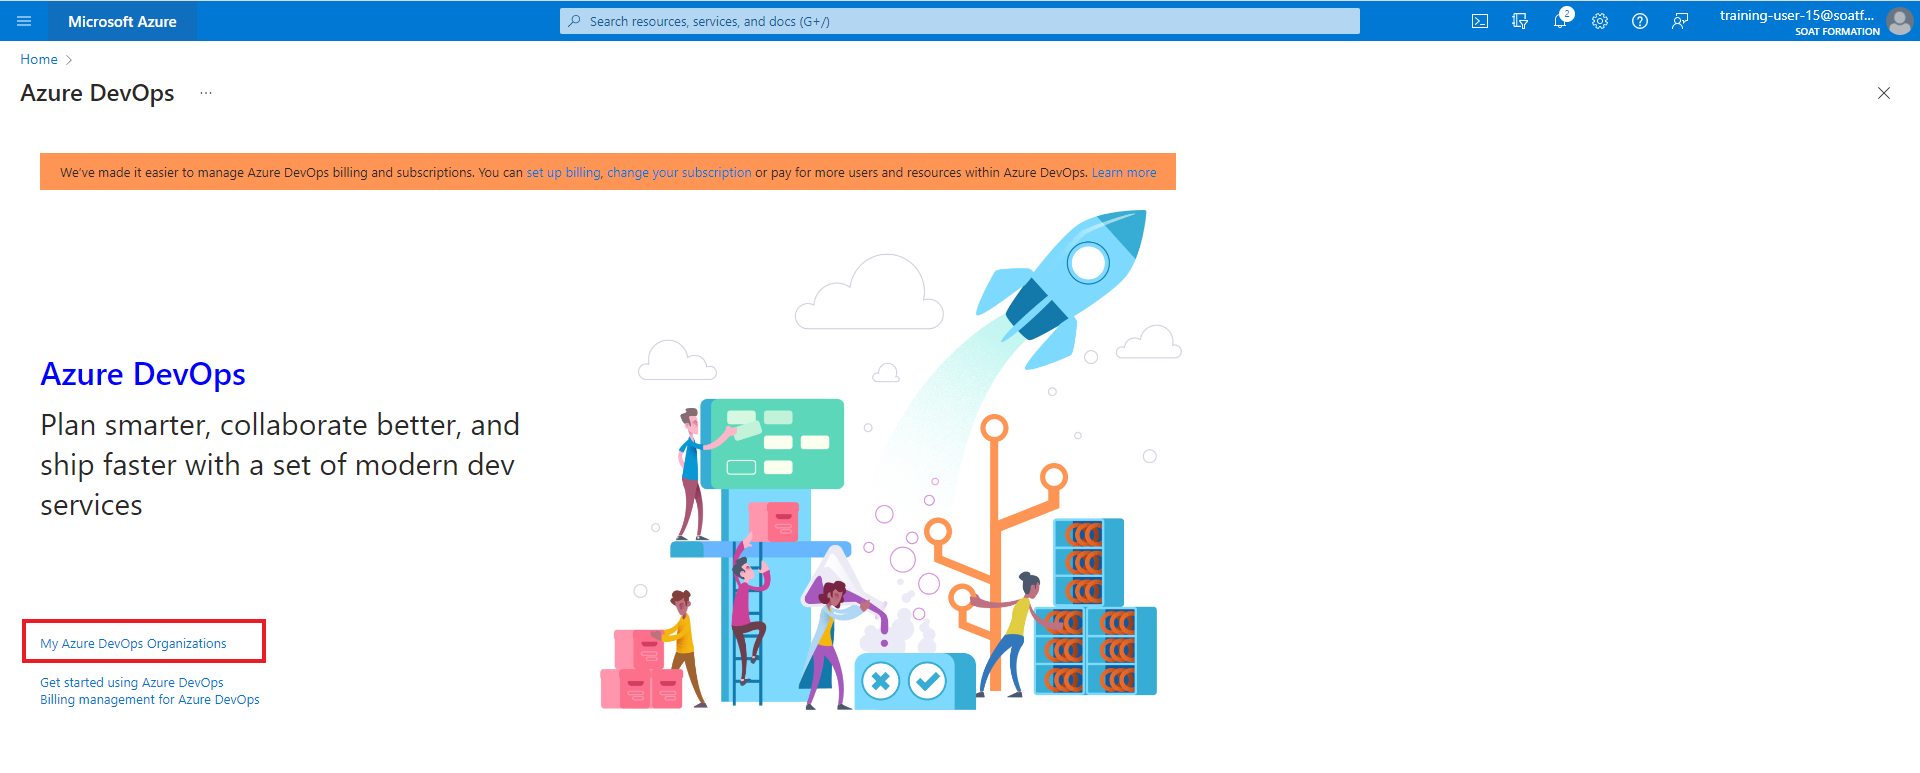 Microsoft Azure
Search resources, services, and docs (G+/)
2
training-user-15@soatf...
SOAT FORMATION
Home
Azure DevOps
...
We've made it easier to manage Azure DevOps billing and subscriptions. You can set up billing, change your subscription or pay for more users and resources within Azure DevOps. Learn more
Azure DevOps
Plan smarter, collaborate better, and
ship faster with a set of modern dev
services
My Azure DevOps Organizations
Get started using Azure DevOps
Billing management for Azure DevOps